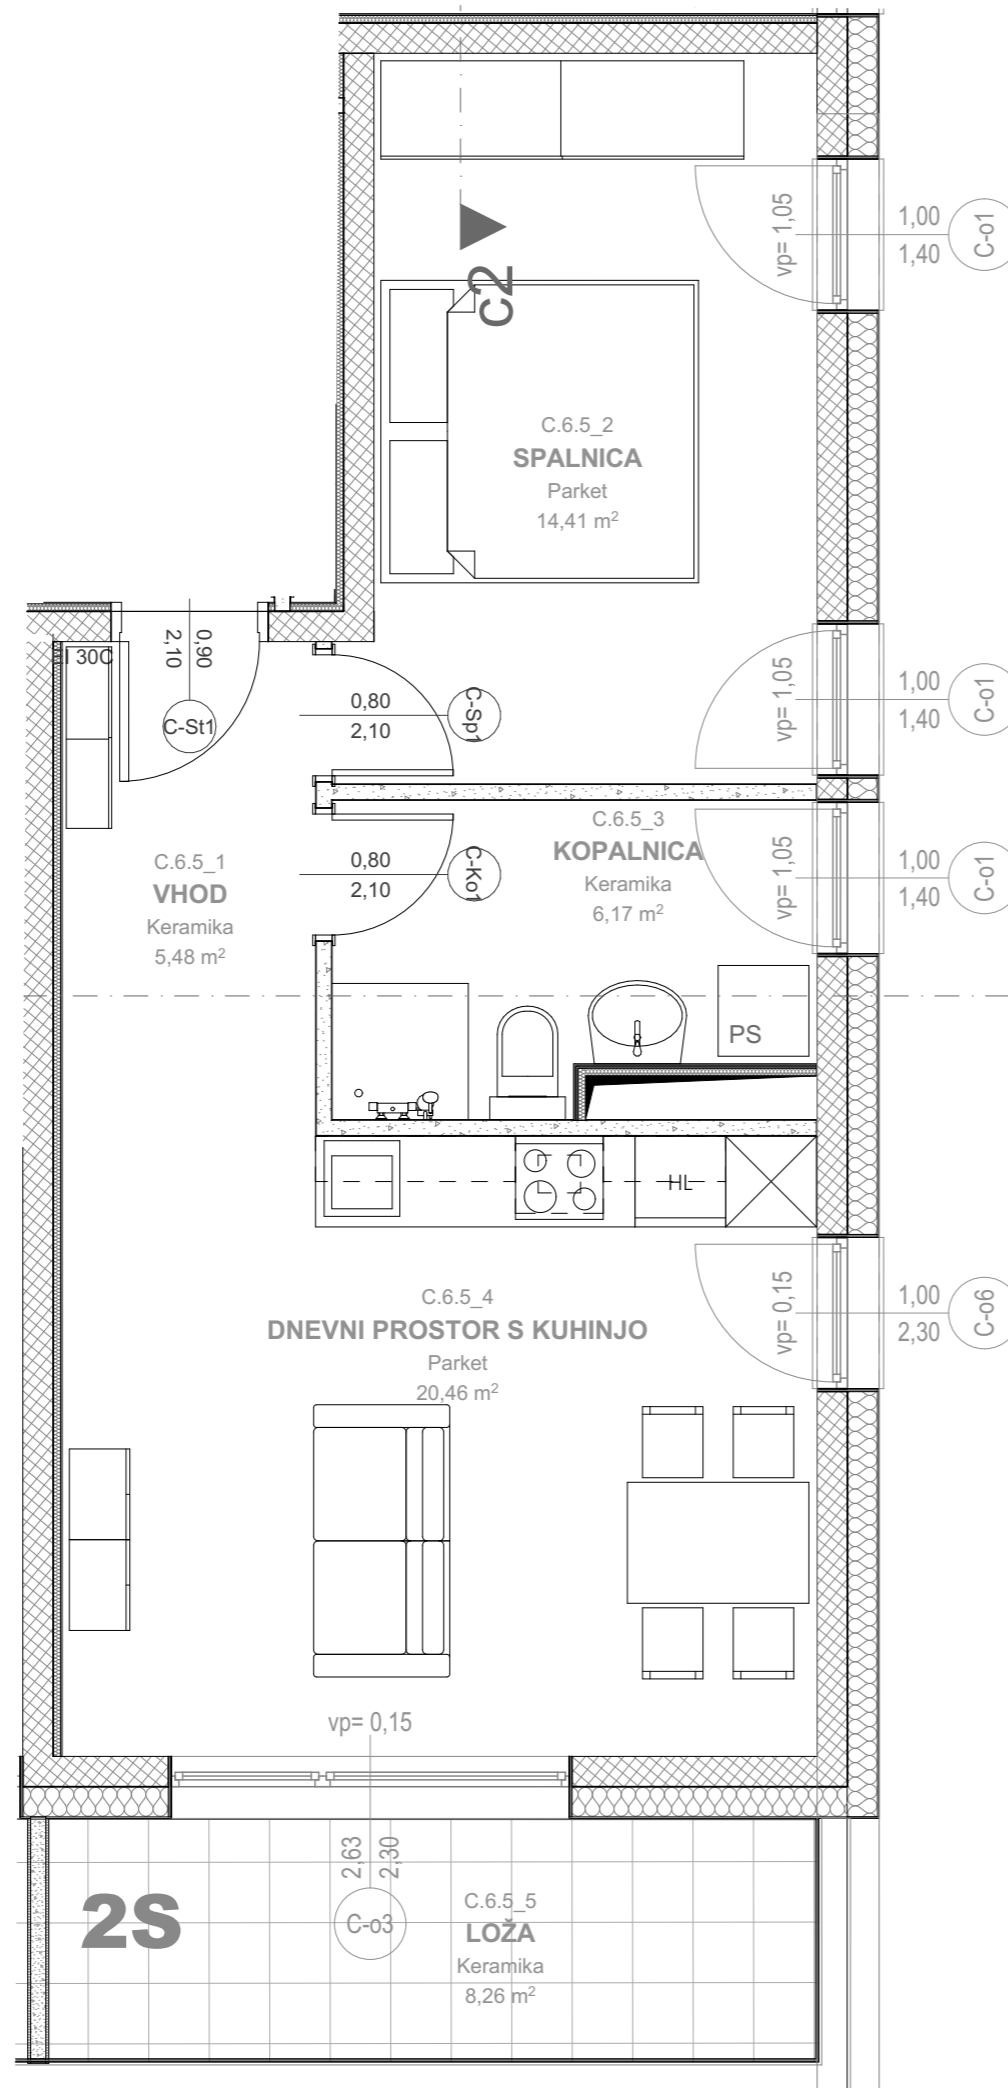 C2
vp= 1,05
1,00
1,40
C-o1
C.6.5_2
SPALNICA
Parket
14,41 m²
EI 30C
0,90
2,10
C-St1
0,80
2,10
C-Sp1
vp= 1,05
1,00
1,40
C-o1
C.6.5_1
VHOD
Keramika
5,48 m²
0,80
2,10
C-Ko1
C.6.5_3
KOPALNICA
Keramika
6,17 m²
vp= 1,05
1,00
1,40
C-o1
PS
HL
C.6.5_4
DNEVNI PROSTOR S KUHINJO
Parket
20,46 m²
vp= 0,15
1,00
2,30
C-o6
vp= 0,15
2,63
2,30
C-o3
2S
C.6.5_5
LOŽA
Keramika
8,26 m²